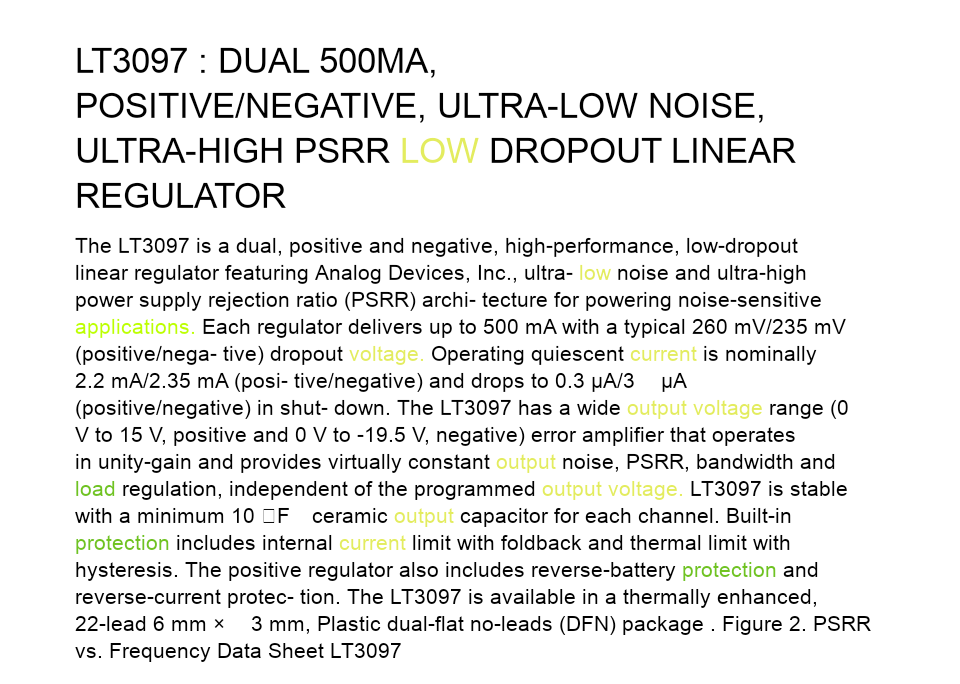 LT3097 : DUAL 500MA,
POSITIVE/NEGATIVE, ULTRA-LOW NOISE,
ULTRA-HIGH PSRR LOW DROPOUT LINEAR
REGULATOR
The LT3097 is a dual, positive and negative, high-performance, low-dropout
linear regulator featuring Analog Devices, Inc., ultra- low noise and ultra-high
power supply rejection ratio (PSRR) archi- tecture for powering noise-sensitive
applications. Each regulator delivers up to 500 mA with a typical 260 mV/235 mV
(positive/nega- tive) dropout voltage. Operating quiescent current is nominally
2.2 mA/2.35 mA (posi- tive/negative) and drops to 0.3 μA/3 μA
(positive/negative) in shut- down. The LT3097 has a wide output voltage range (0
V to 15 V, positive and 0 V to -19.5 V, negative) error amplifier that operates
in unity-gain and provides virtually constant output noise, PSRR, bandwidth and
load regulation, independent of the programmed output voltage. LT3097 is stable
with a minimum 10 □F ceramic output capacitor for each channel. Built-in
protection includes internal current limit with foldback and thermal limit with
hysteresis. The positive regulator also includes reverse-battery protection and
reverse-current protec- tion. The LT3097 is available in a thermally enhanced,
22-lead 6 mm × 3 mm, Plastic dual-flat no-leads (DFN) package . Figure 2. PSRR
vs. Frequency Data Sheet LT3097